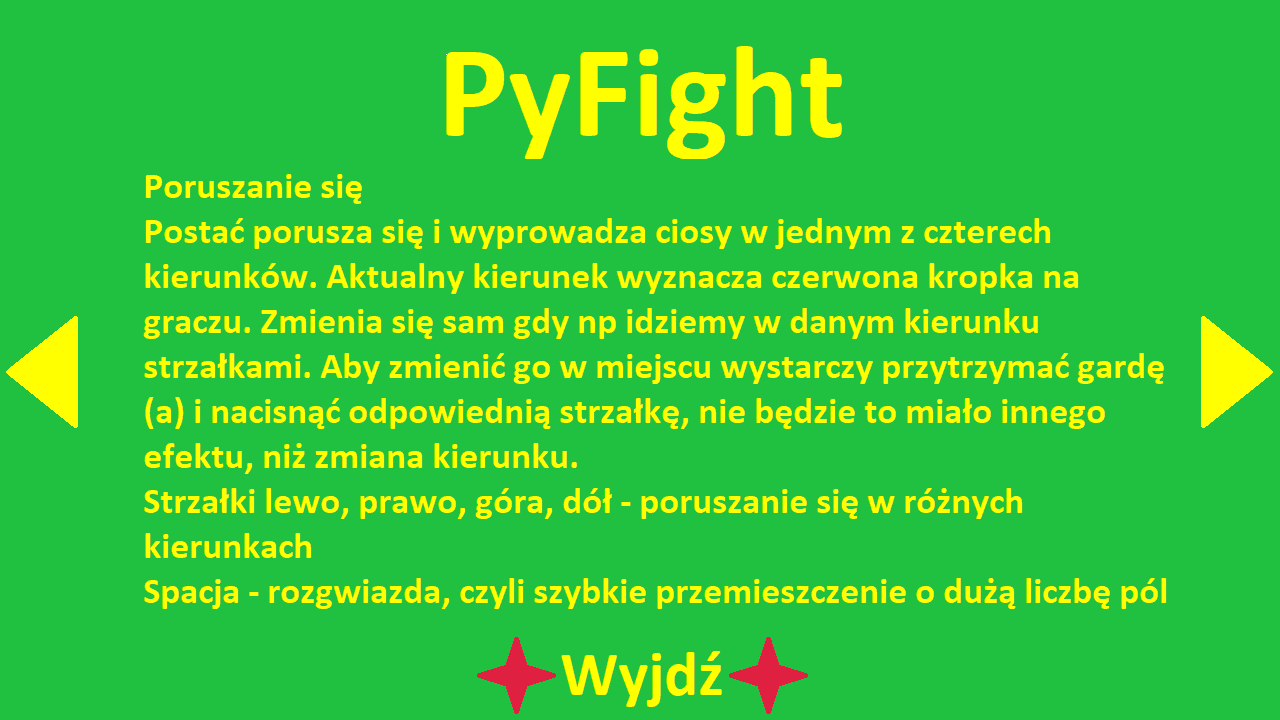 PyFight
Poruszanie się
Postać porusza się i wyprowadza ciosy w jednym z czterech
kierunków. Aktualny kierunek wyznacza czerwona kropka na
graczu. Zmienia się sam gdy np idziemy w danym kierunku
strzałkami. Aby zmienić go w miejscu wystarczy przytrzymać gardę
(a) i nacisnąć odpowiednią strzałkę, nie będzie to miało innego
efektu, niż zmiana kierunku.
Strzałki lewo, prawo, góra, dół - poruszanie się w różnych
kierunkach
Spacja - rozgwiazda, czyli szybkie przemieszczenie o dużą liczbę pól
Wyjdź